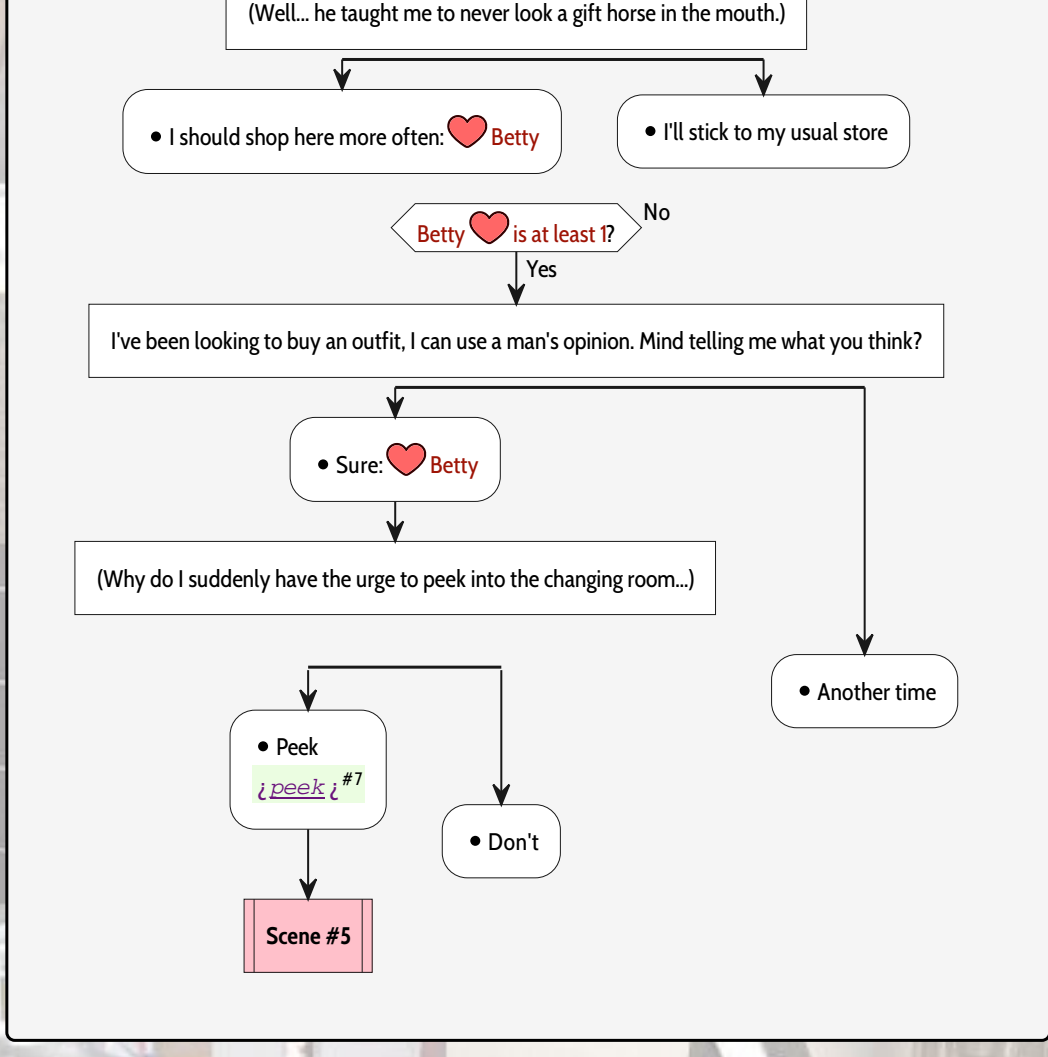 (Well... he taught me to never look a gift horse in the mouth.)
• I should shop here more often: Betty
• I'll stick to my usual store
Betty is at least 1?
No
Yes
I've been looking to buy an outfit, I can use a man's opinion. Mind telling me what you think?
• Sure: Betty
(Why do I suddenly have the urge to peek into the changing room...)
• Another time
• Peek
¿peek¿#7
• Don't
Scene #5